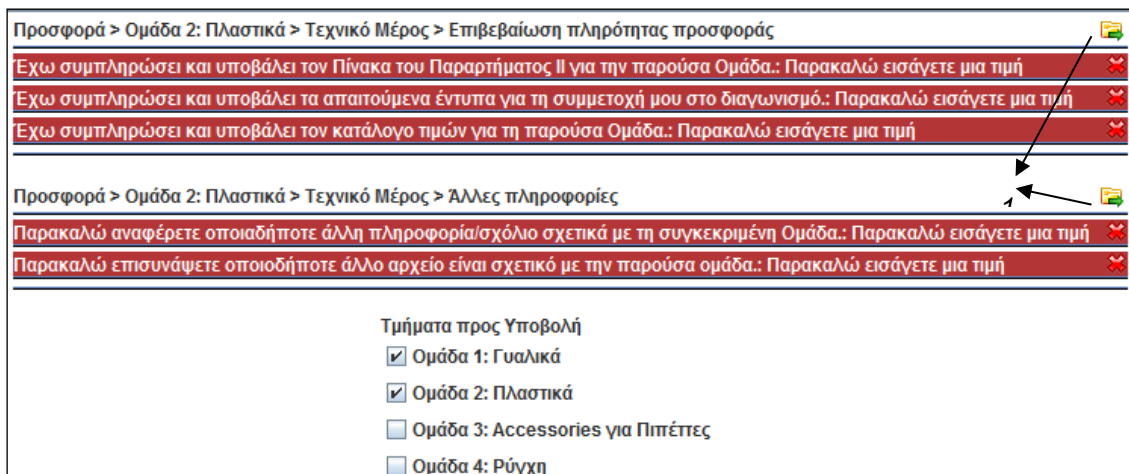 Προσφορά > Ομάδα 2: Πλαστικά > Τεχνικό Μέρος > Επιβεβαίωση πληρότητας προσφοράς
Έχω συμπληρώσει και υποβάλει τον Πίνακα του Παραρτήματος ΙΙ για την παρούσα Ομάδα.: Παρακαλώ εισάγετε μια τιμή
Έχω συμπληρώσει και υποβάλει τα απαιτούμενα έντυπα για τη συμμετοχή μου στο διαγωνισμό.: Παρακαλώ εισάγετε μια τιμή
Έχω συμπληρώσει και υποβάλει τον κατάλογο τιμών για τη παρούσα Ομάδα.: Παρακαλώ εισάγετε μια τιμή
Προσφορά > Ομάδα 2: Πλαστικά > Τεχνικό Μέρος > Άλλες πληροφορίες
1
Παρακαλώ αναφέρετε οποιαδήποτε άλλη πληροφορία/σχόλιο σχετικά με τη συγκεκριμένη Ομάδα.: Παρακαλώ εισάγετε μια τιμή
Παρακαλώ επισυνάψετε οποιοδήποτε άλλο αρχείο είναι σχετικό με την παρούσα ομάδα.: Παρακαλώ εισάγετε μια τιμή
Τμήματα προς Υποβολή
Ομάδα 1: Γυαλικά
Ομάδα 2: Πλαστικά
Ομάδα 3: Accessories για Πιπέττες
Ομάδα 4: Ρύγχη